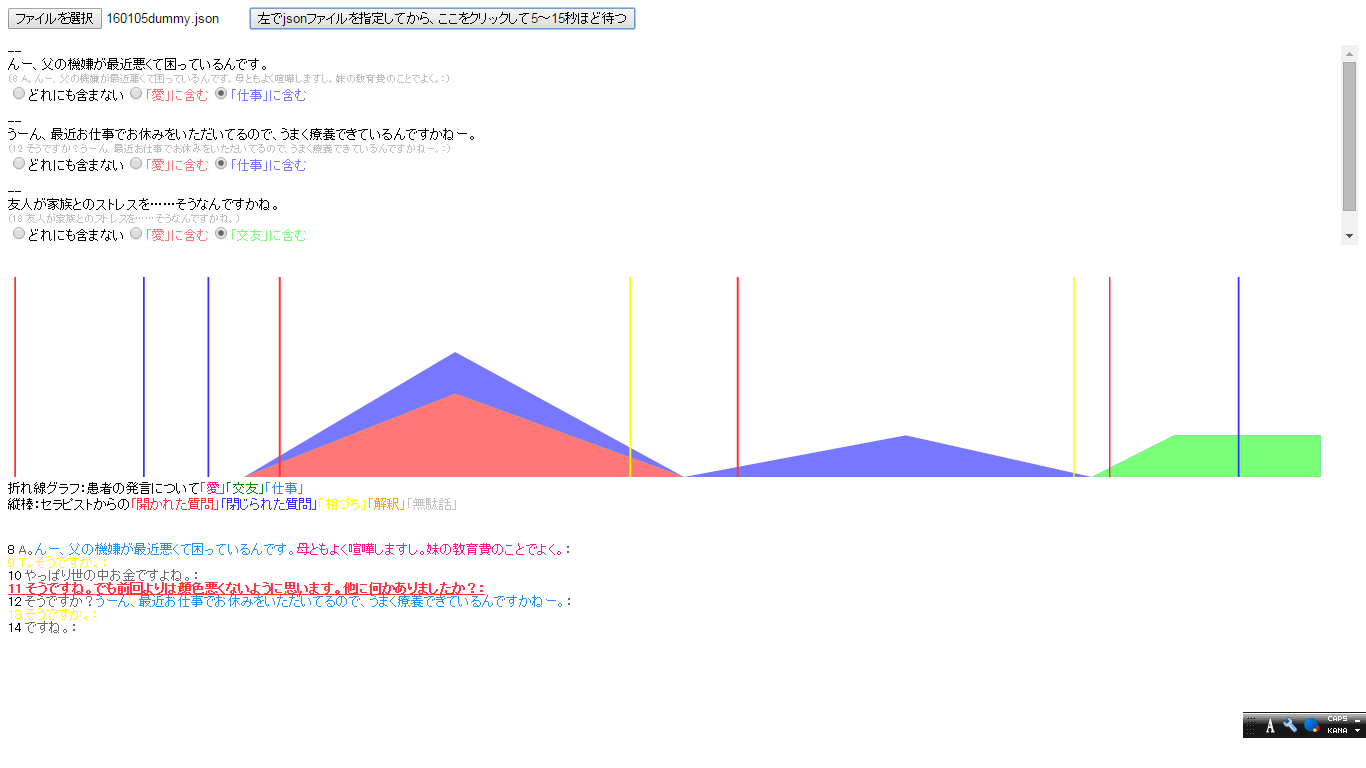 ファイルを選択 160105dummy.json 左でjsonファイルを指定してから、ここをクリックして5～15秒ほど待つ
--
んー、父の機嫌が最近悪くて困っているんです。
(8 A。んー、父の機嫌が最近悪くて困っているんです。母ともよく喧嘩しますし。妹の教育費のことでよく。:)
どれにも含まない 「愛」に含む 「仕事」に含む
--
うーん、最近お仕事でお休みをいただいてるので、うまく療養できているんですかねー。
(12 そうですか？うーん、最近お仕事でお休みをいただいてるので、うまく療養できているんですかねー。:)
どれにも含まない 「愛」に含む 「仕事」に含む
--
友人が家族とのストレスを……そうなんですかね。
(18 友人が家族とのストレスを……そうなんですかね。)
どれにも含まない 「愛」に含む 「交友」に含む
折れ線グラフ：患者の発言について「愛」「交友」「仕事」
縦棒：セラピストからの「開かれた質問」「閉じられた質問」「相づち」「解釈」「無駄話」
8 A。んー、父の機嫌が最近悪くて困っているんです。母ともよく喧嘩しますし。妹の教育費のことでよく。:
9 T。そうですか。:
10 やっぱり世の中お金ですよね。:
11 そうですね。でも前回よりは顔色悪くないように思います。他に何かありましたか？:
12 そうですか？うーん、最近お仕事でお休みをいただいてるので、うまく療養できているんですかねー。:
13 そうですか。:
14 ですね。:
A CAPS
KANA